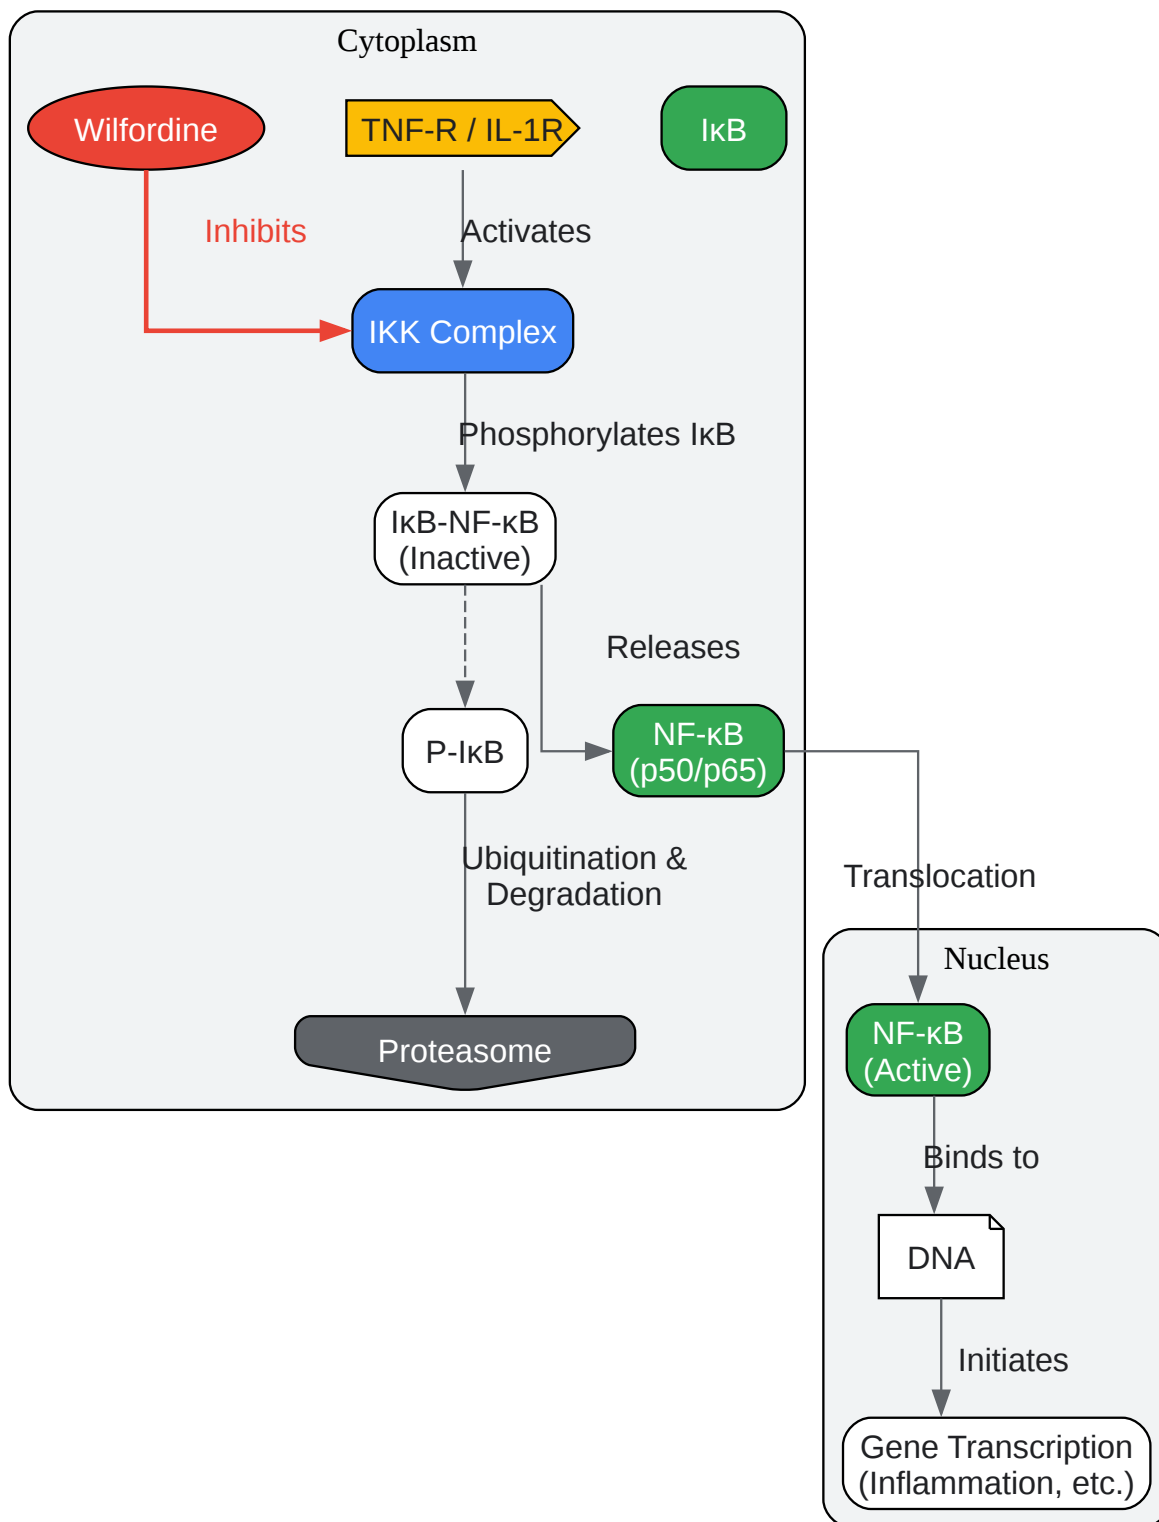 Cytoplasm
Wilfordine
TNF-R / IL-1R
IκB
Inhibits
Activates
IKK Complex
Phosphorylates IκB
IκB-NF-κB
(Inactive)
Releases
P-IκB
NF-κB
(p50/p65)
Ubiquitination &
Degradation
Translocation
Nucleus
NF-κB
(Active)
Proteasome
Binds to
DNA
Initiates
Gene Transcription
(Inflammation, etc.)